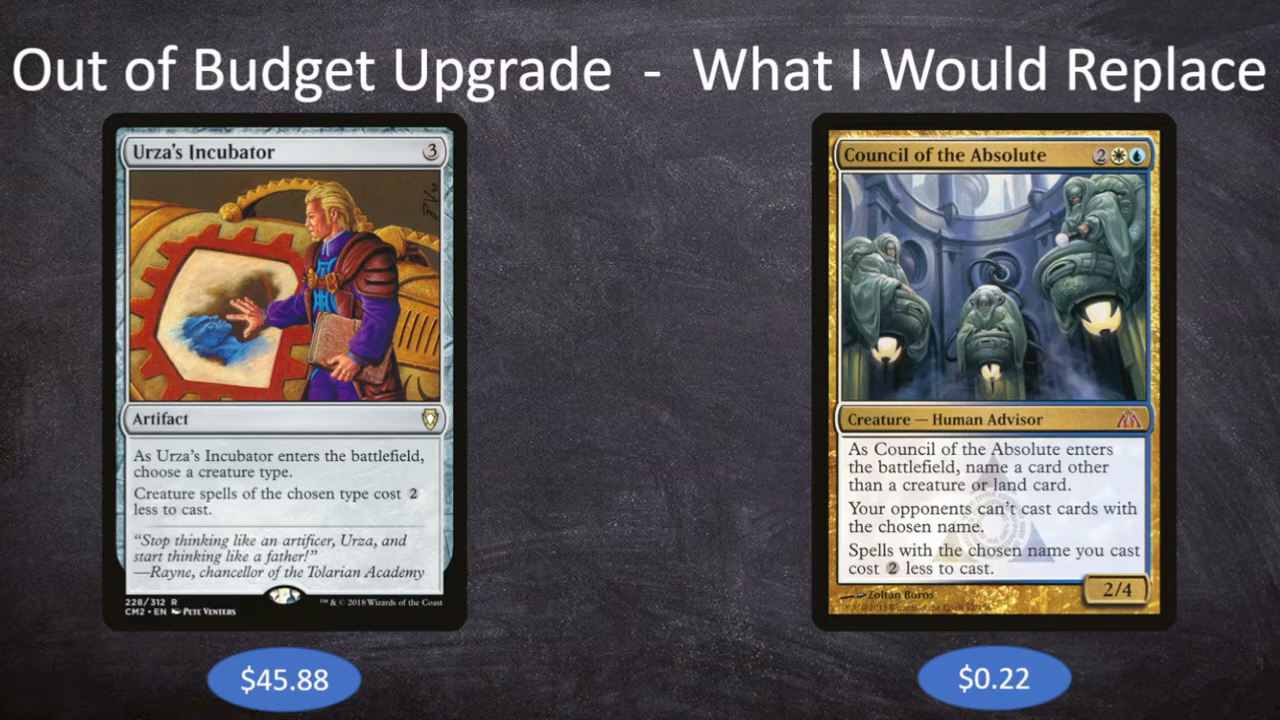 Out of Budget Upgrade - What I Would Replace
Urza's Incubator 3
Artifact
As Urza's Incubator enters the battlefield,
choose a creature type.
Creature spells of the chosen type cost 2
less to cast.
"Stop thinking like an artificer, Urza, and
start thinking like a father!"
—Rayne, chancellor of the Tolarian Academy
228/312 R
CM2 • EN PETE VENTERS
™ & © 2018 Wizards of the Coast
$45.88
Council of the Absolute 2
Creature — Human Advisor
As Council of the Absolute enters
the battlefield, name a card other
than a creature or land card.
Your opponents can't cast cards with
the chosen name.
Spells with the chosen name you cast
cost 2 less to cast.
2/4
Zoltan Boros
$0.22